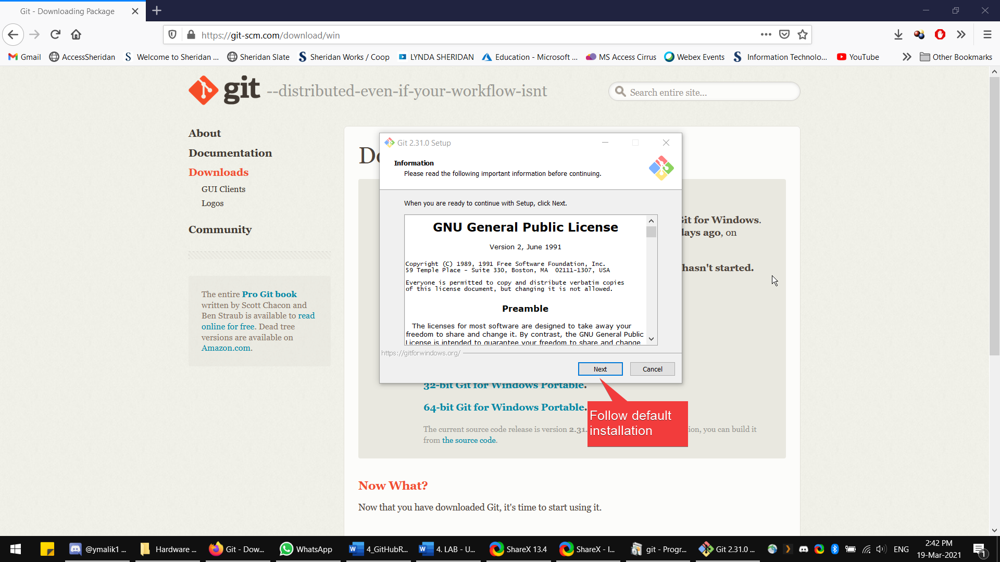 Git - Downloading Package
https://git-scm.com/download/win
Gmail
AccessSheridan
Welcome to Sheridan ...
Sheridan Slate
Sheridan Works / Coop
LYNDA SHERIDAN
Education - Microsoft ...
MS Access Cirrus
Webex Events
Information Technolo...
YouTube
Other Bookmarks
git --distributed-even-if-your-workflow-isnt
Search entire site...
About
Documentation
Downloads
GUI Clients
Logos
Community
The entire Pro Git book
written by Scott Chacon and
Ben Straub is available to read
online for free. Dead tree
versions are available on
Amazon.com.
Git 2.31.0 Setup
Information
Please read the following important information before continuing.
When you are ready to continue with Setup, click Next.
GNU General Public License
Version 2, June 1991
Copyright (C) 1989, 1991 Free Software Foundation, Inc.
59 Temple Place - Suite 330, Boston, MA  02111-1307, USA
Everyone is permitted to copy and distribute verbatim copies
of this license document, but changing it is not allowed.
Preamble
The licenses for most software are designed to take away your
freedom to share and change it. By contrast, the GNU General Public
License is intended to guarantee your freedom to share and change
https://gitforwindows.org/
Next
Cancel
Git for Windows.
days ago, on
hasn't started.
32-bit Git for Windows Portable.
64-bit Git for Windows Portable.
Follow default
installation
The current source code release is version 2.31. ion, you can build it
from the source code.
Now What?
Now that you have downloaded Git, it's time to start using it.
@ymalik1 ...
Hardware ...
Git - Dow...
WhatsApp
4_GitHubR...
4. LAB - U...
ShareX 13.4
ShareX - I...
git - Progr...
Git 2.31.0 ...
ENG
2:42 PM
19-Mar-2021
1